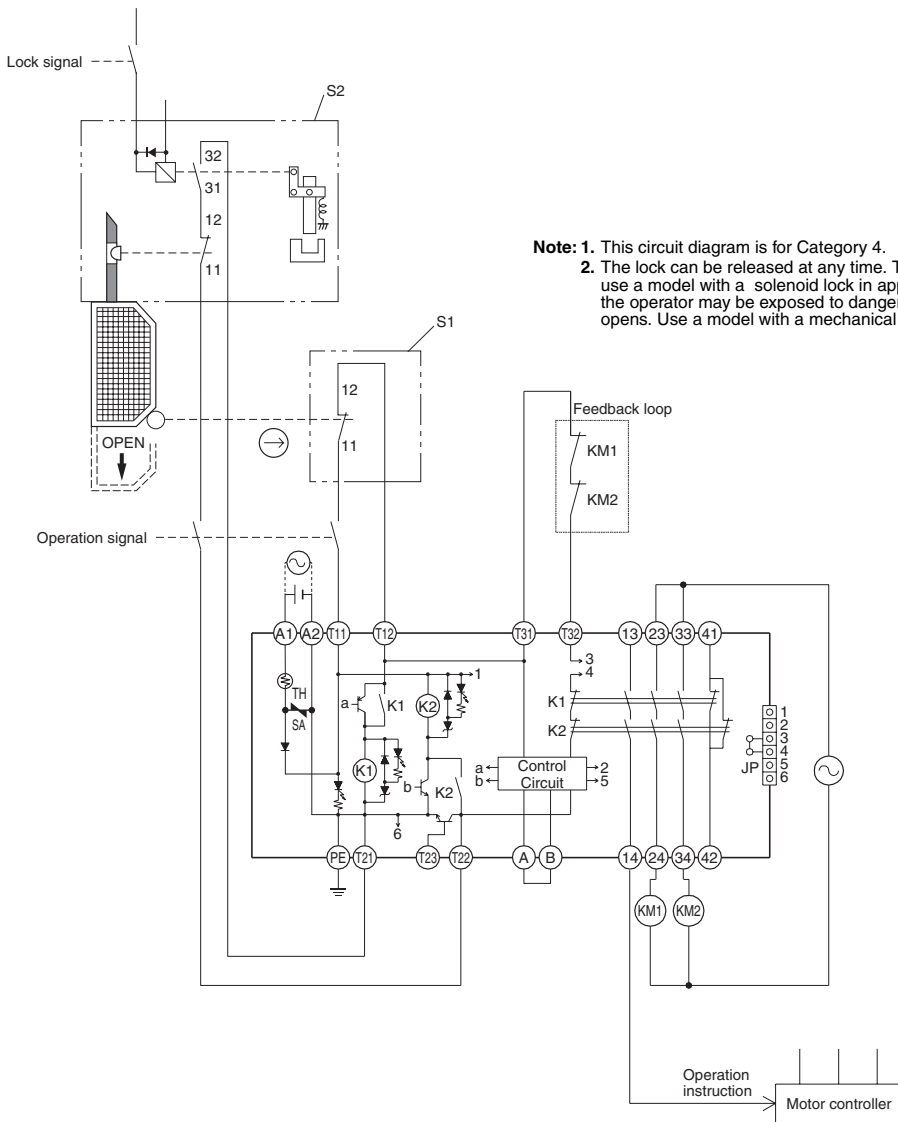 Lock signal
S2
32
31
12
11
Note: 1. This circuit diagram is for Category 4.
2. The lock can be released at any time. T
use a model with a solenoid lock in app
the operator may be exposed to danger
opens. Use a model with a mechanical
S1
12
11
OPEN
Feedback loop
KM1
KM2
Operation signal
A1 A2 T11 T12 T31 T32 13 23 33 41
TH
SA
a
K1
K2
1
3
4
K1
K2
K1
b
K2
6
a
b
Control
Circuit
2
5
JP
1
2
3
4
5
6
PE T21 T23 T22 A B 14 24 34 42
KM1 KM2
Operation
instruction
Motor controller